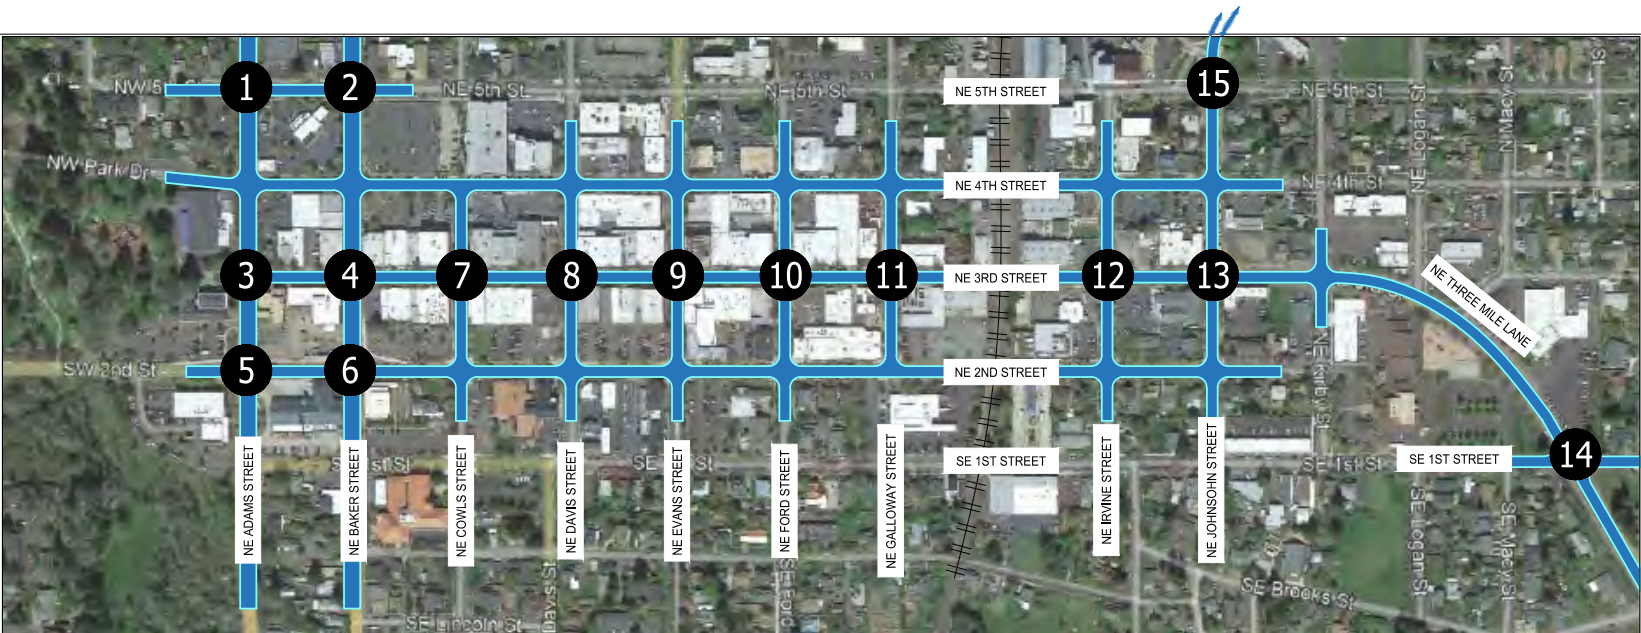 1
2
15
NW 5th
NE 5th St
NE 5th St
NE 5TH STREET
NE 5th St
NE Logan St
N Macy St
NW Park Dr
NE 4TH STREET
NE 4th St
3
4
7
8
9
10
11
NE 3RD STREET
12
13
NE THREE MILE LANE
SW 2nd St
5
6
NE 2ND STREET
NE Kirby St
SE 1ST STREET
SE 1st St
SE 1ST STREET
14
NE ADAMS STREET
NE BAKER STREET
NE COWLS STREET
NE DAVIS STREET
NE EVANS STREET
NE FORD STREET
NE GALLOWAY STREET
NE IRVINE STREET
NE JOHNSOHN STREET
SE Logan St
SE Macy St
Davis St
SE Ford
SE Brooks St
SE Lincoln St